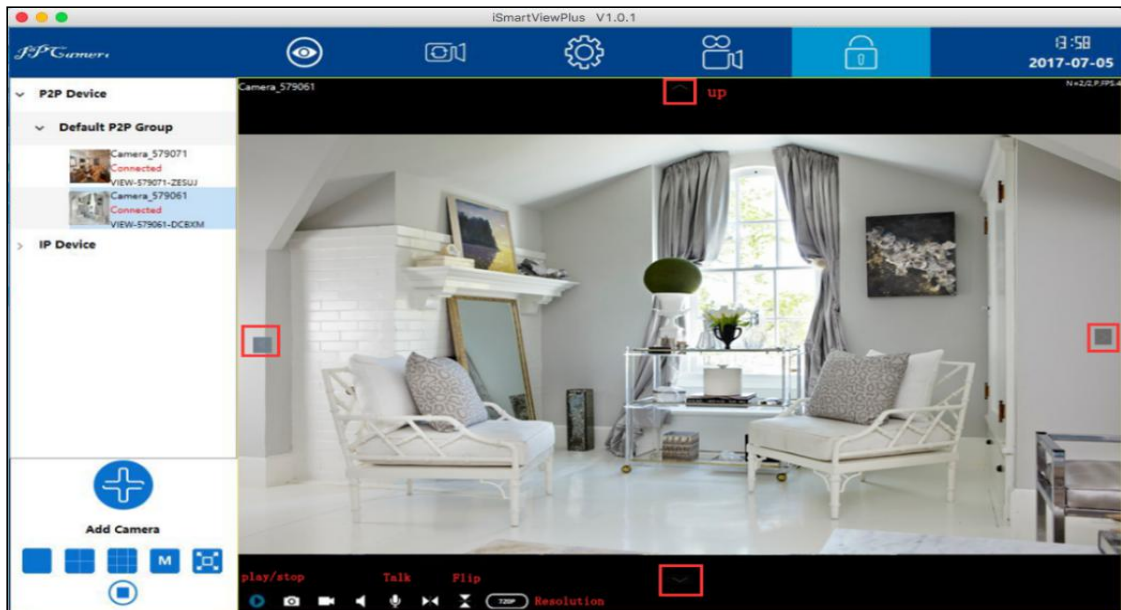 iSmartViewPlus V1.0.1
13:58
2017-07-05
P2P Device
Default P2P Group
Camera_579071
Connected
VIEW-579071-ZESUJ
Camera_579061
Connected
VIEW-579061-DCBXM
IP Device
Add Camera
M
Camera_579061
up
play/stop
Talk
Flip
720P
Resolution